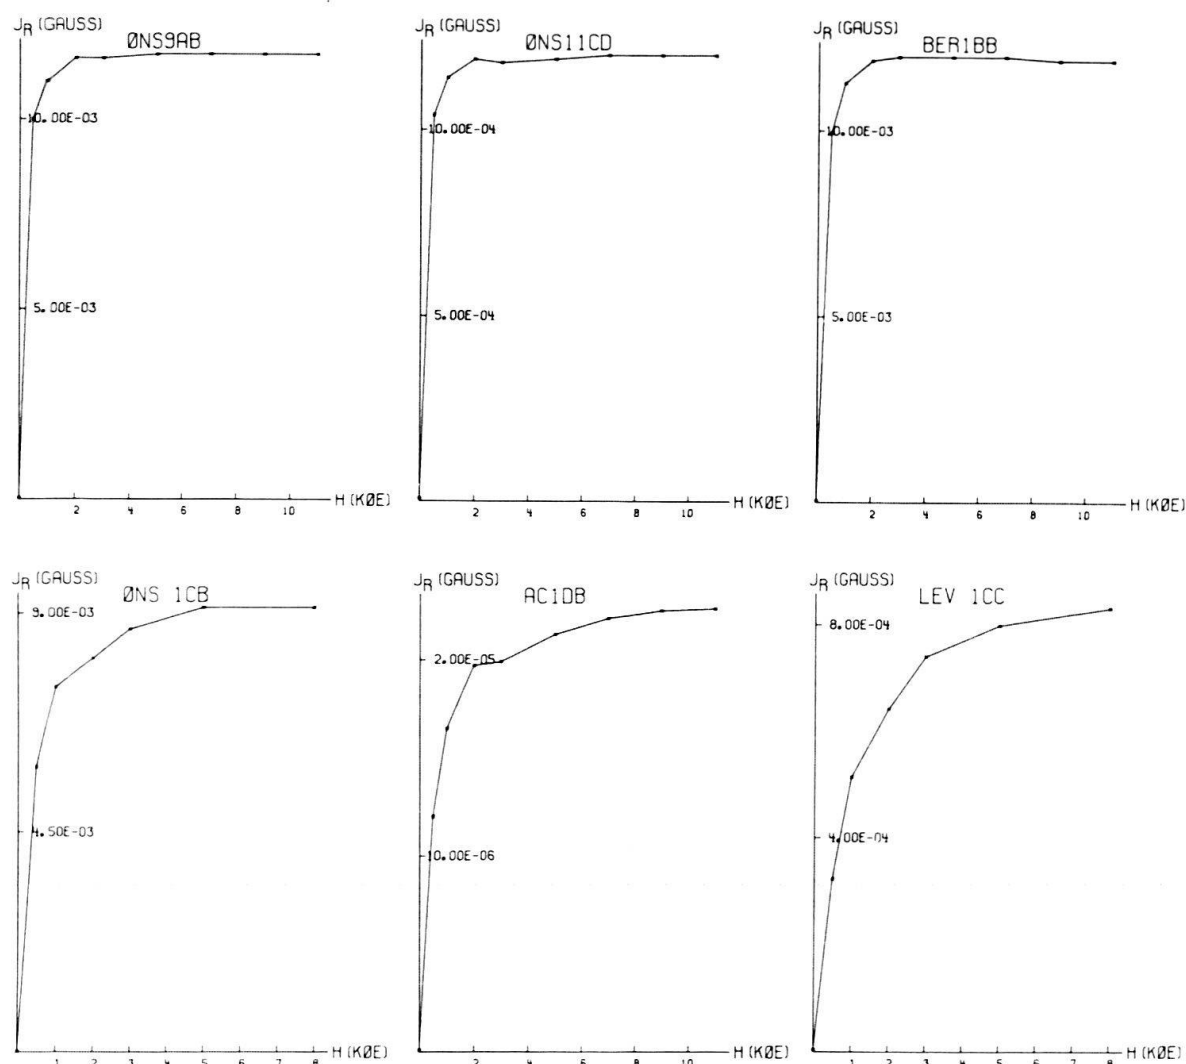 JR (GAUSS)
ØNS9AB
10.00E-03
5.00E-03
2 4 6 8 10
H (KØE)
JR (GAUSS)
ØNS11CD
10.00E-04
5.00E-04
2 4 6 8 10
H (KØE)
JR (GAUSS)
BER1BB
10.00E-03
5.00E-03
2 4 6 8 10
H (KØE)
JR (GAUSS)
ØNS 1CB
9.00E-03
4.50E-03
1 2 3 4 5 6 7 8
H (KØE)
JR (GAUSS)
AC1DB
2.00E-05
10.00E-06
2 4 6 8 10
H (KØE)
JR (GAUSS)
LEV 1CC
8.00E-04
4.00E-04
1 2 3 4 5 6 7 8
H (KØE)